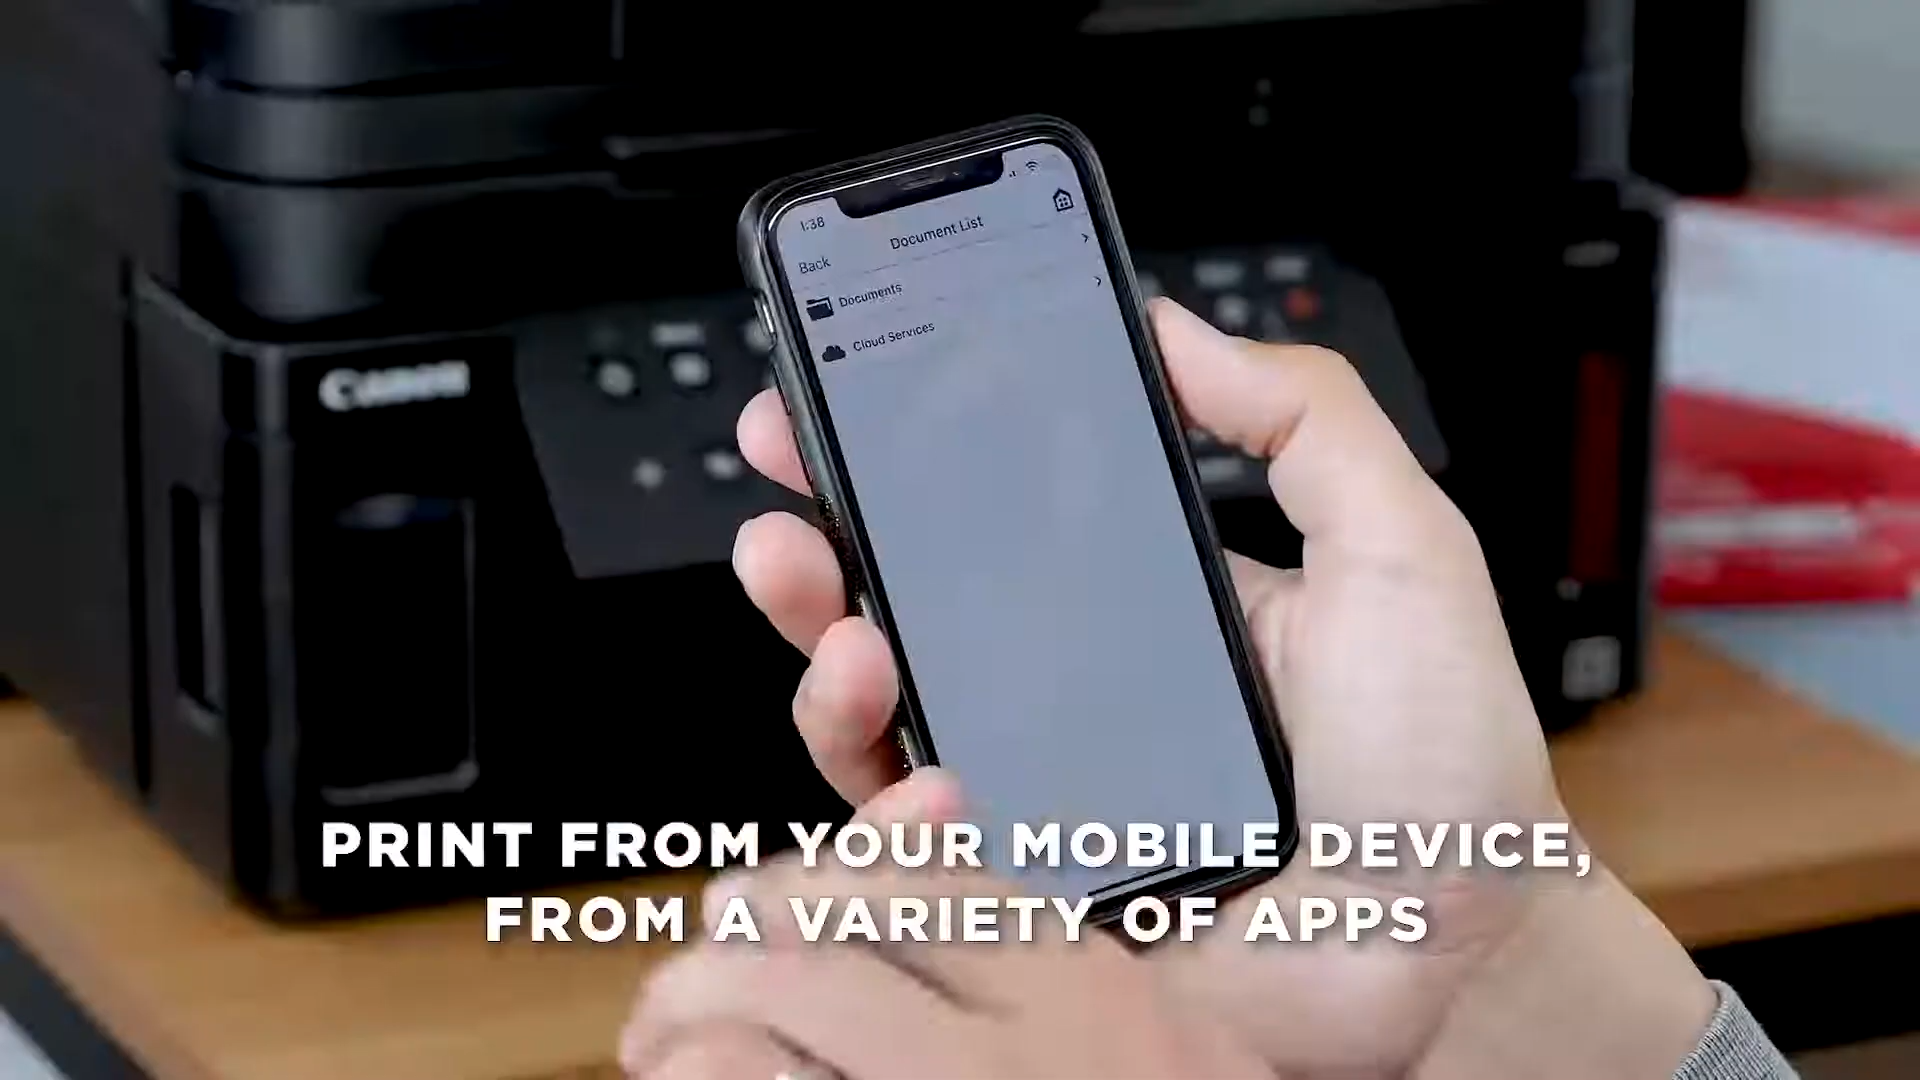 1:38
Document List
Back
Documents
Cloud Services
Canon
PRINT FROM YOUR MOBILE DEVICE,
FROM A VARIETY OF APPS